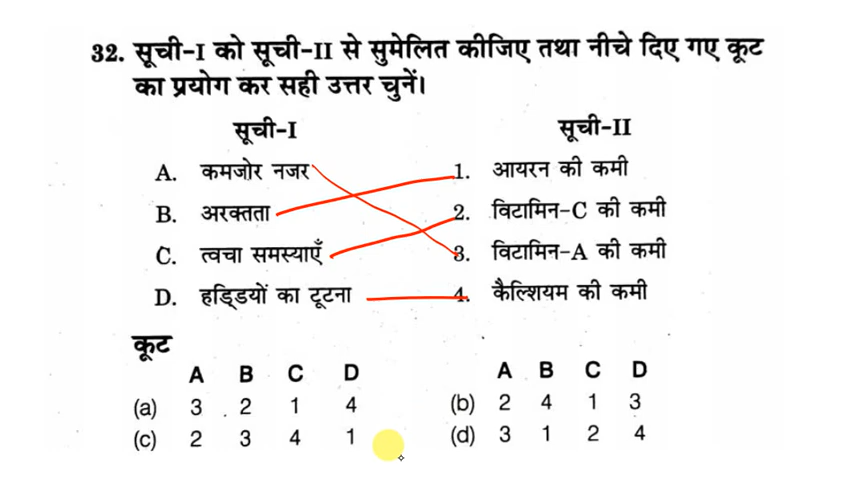 32. सूची-I को सूची-II से सुमेलित कीजिए तथा नीचे दिए गए कूट
का प्रयोग कर सही उत्तर चुनें।
सूची-I सूची-II
A. कमजोर नजर 1. आयरन की कमी
B. अरक्तता 2. विटामिन-C की कमी
C. त्वचा समस्याएँ 3. विटामिन-A की कमी
D. हड्डियों का टूटना 4. कैल्शियम की कमी
कूट
A B C D A B C D
(a) 3 2 1 4 (b) 2 4 1 3
(c) 2 3 4 1 (d) 3 1 2 4